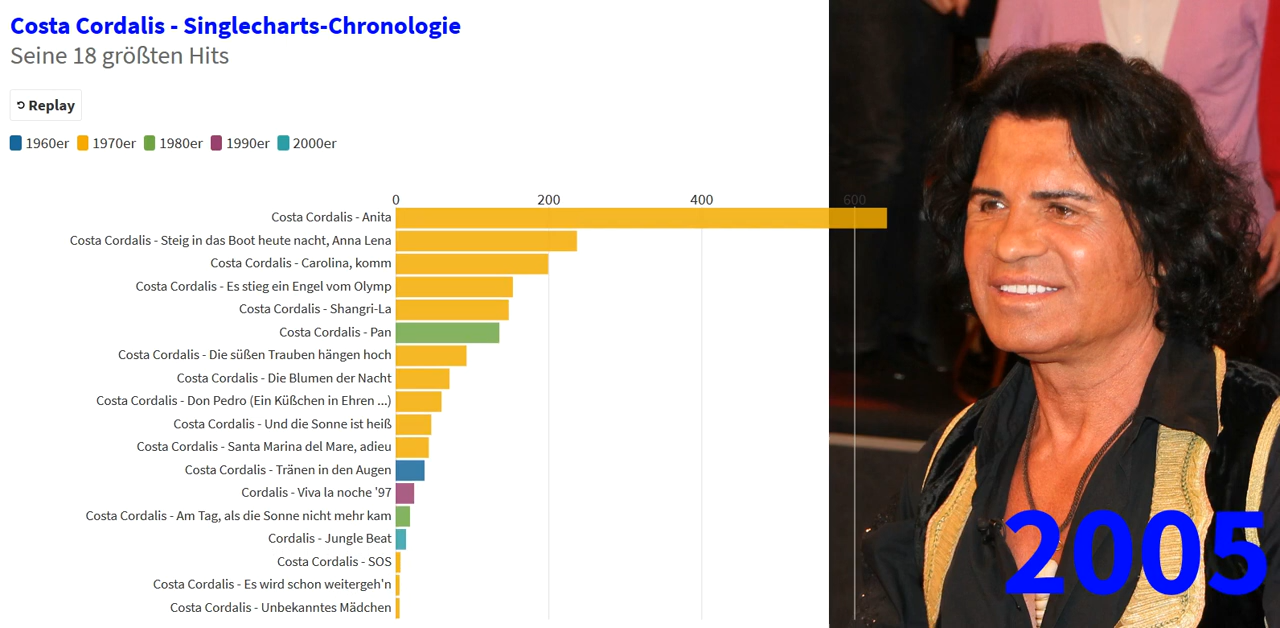 Costa Cordalis - Singlecharts-Chronologie
Seine 18 größten Hits
Replay
1960er 1970er 1980er 1990er 2000er
0 200 400 600
Costa Cordalis - Anita
Costa Cordalis - Steig in das Boot heute nacht, Anna Lena
Costa Cordalis - Carolina, komm
Costa Cordalis - Es stieg ein Engel vom Olymp
Costa Cordalis - Shangri-La
Costa Cordalis - Pan
Costa Cordalis - Die süßen Trauben hängen hoch
Costa Cordalis - Die Blumen der Nacht
Costa Cordalis - Don Pedro (Ein Küßchen in Ehren ...)
Costa Cordalis - Und die Sonne ist heiß
Costa Cordalis - Santa Marina del Mare, adieu
Costa Cordalis - Tränen in den Augen
Cordalis - Viva la noche '97
Costa Cordalis - Am Tag, als die Sonne nicht mehr kam
Cordalis - Jungle Beat
Costa Cordalis - SOS
Costa Cordalis - Es wird schon weitergeh'n
Costa Cordalis - Unbekanntes Mädchen
2005